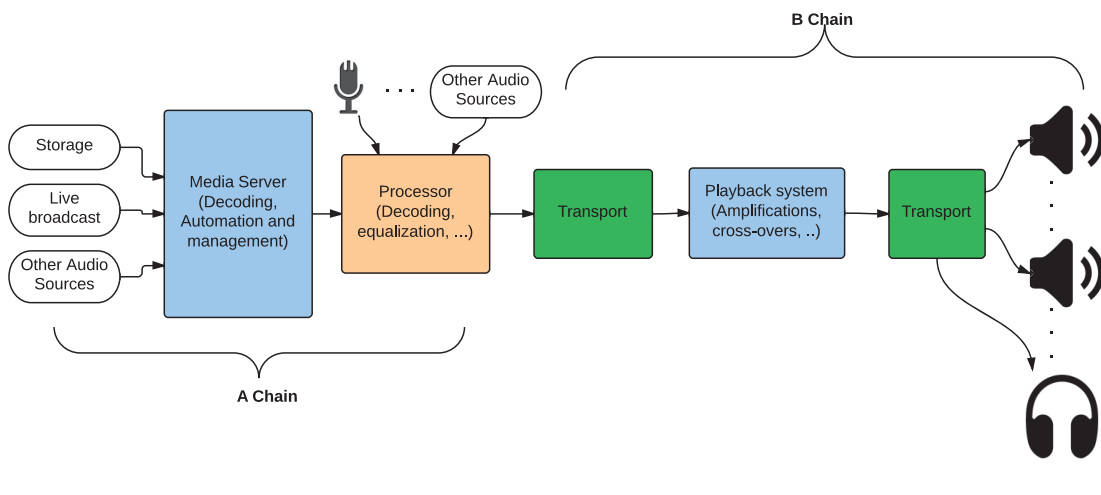 B Chain
Other Audio
Sources
Storage
Live
broadcast
Other Audio
Sources
Media Server
(Decoding,
Automation and
management)
Processor
(Decoding,
equalization, ...)
Transport
Playback system
(Amplifications,
cross-overs, ..)
Transport
A Chain